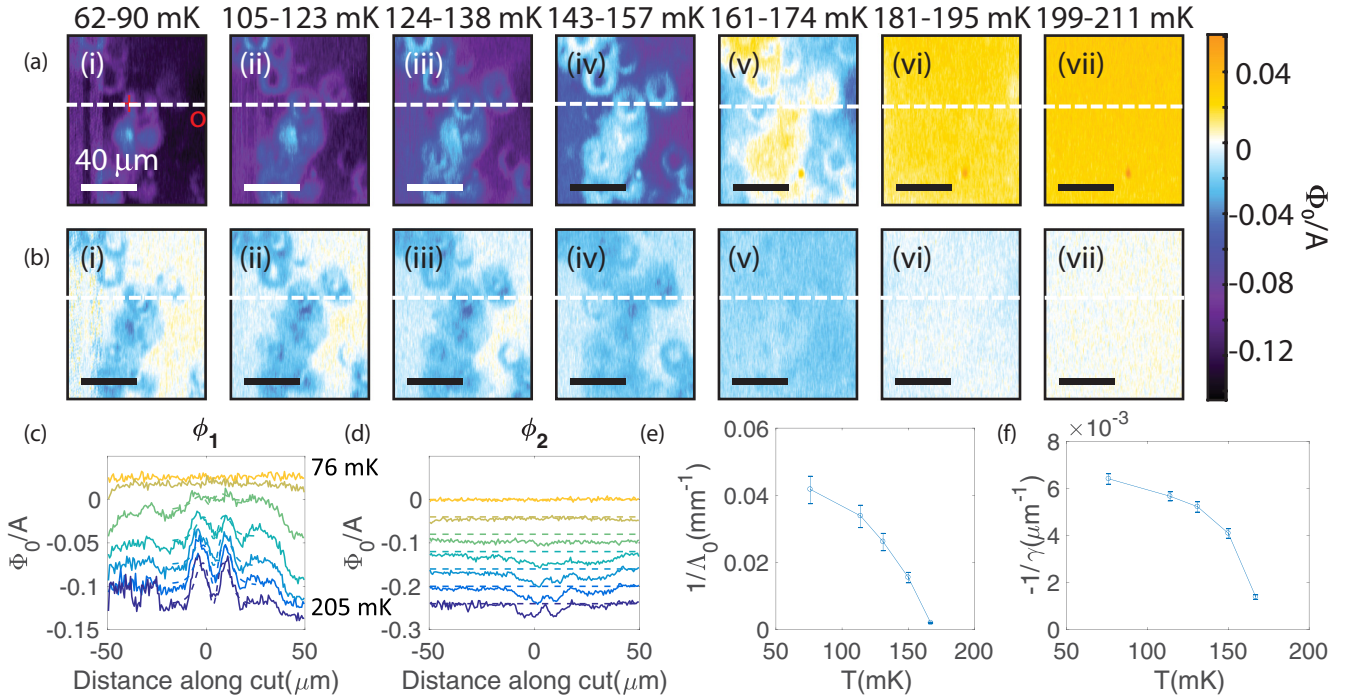 62-90 mK 105-123 mK 124-138 mK 143-157 mK 161-174 mK 181-195 mK 199-211 mK
(a) (i) (ii) (iii) (iv) (v) (vi) (vii)
I
O
40 μm
0.04
0
-0.04
-0.08
-0.12
Φ₀/A
(b) (i) (ii) (iii) (iv) (v) (vi) (vii)
(c) ϕ₁ (d) ϕ₂ (e) (f)
76 mK
205 mK
0
-0.05
-0.1
-0.15
Φ₀/A
-50 0 50
Distance along cut(μm)
0
-0.1
-0.2
-0.3
Φ₀/A
-50 0 50
Distance along cut(μm)
0.06
0.04
0.02
0
1/Λ₀(mm⁻¹)
50 100 150 200
T(mK)
×10⁻³
8
6
4
2
0
-1/γ(μm⁻¹)
50 100 150 200
T(mK)